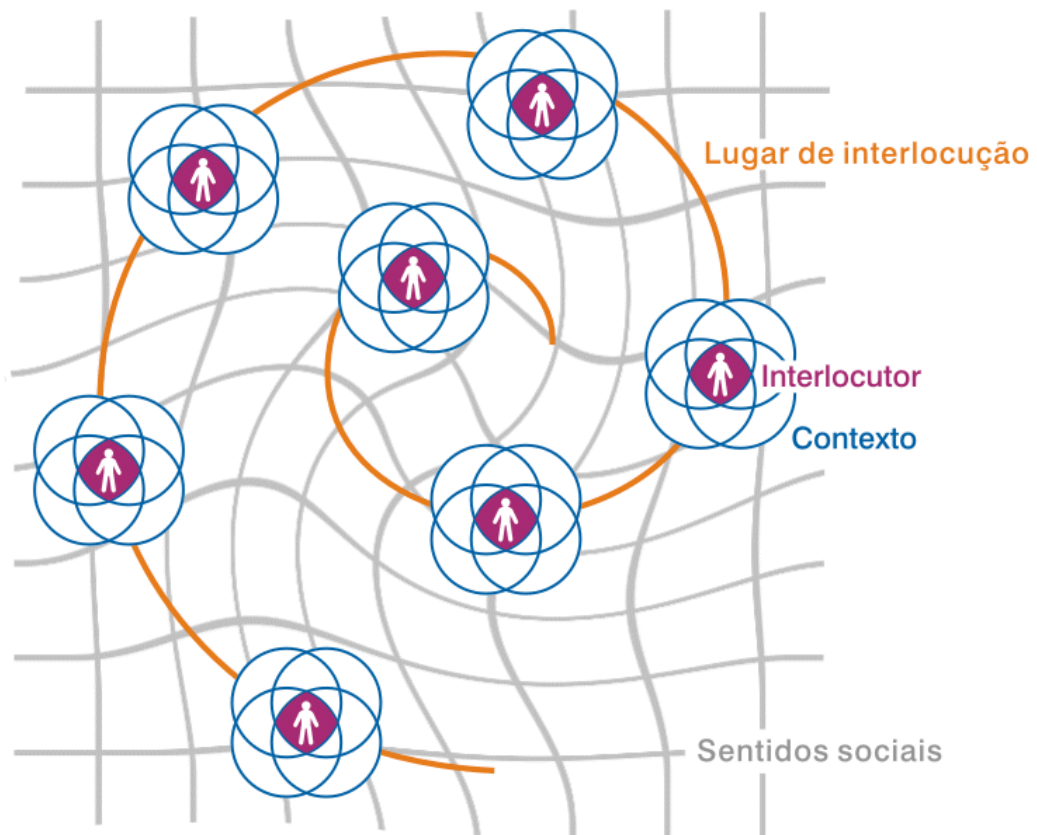 Lugar de interlocução
Interlocutor
Contexto
Sentidos sociais